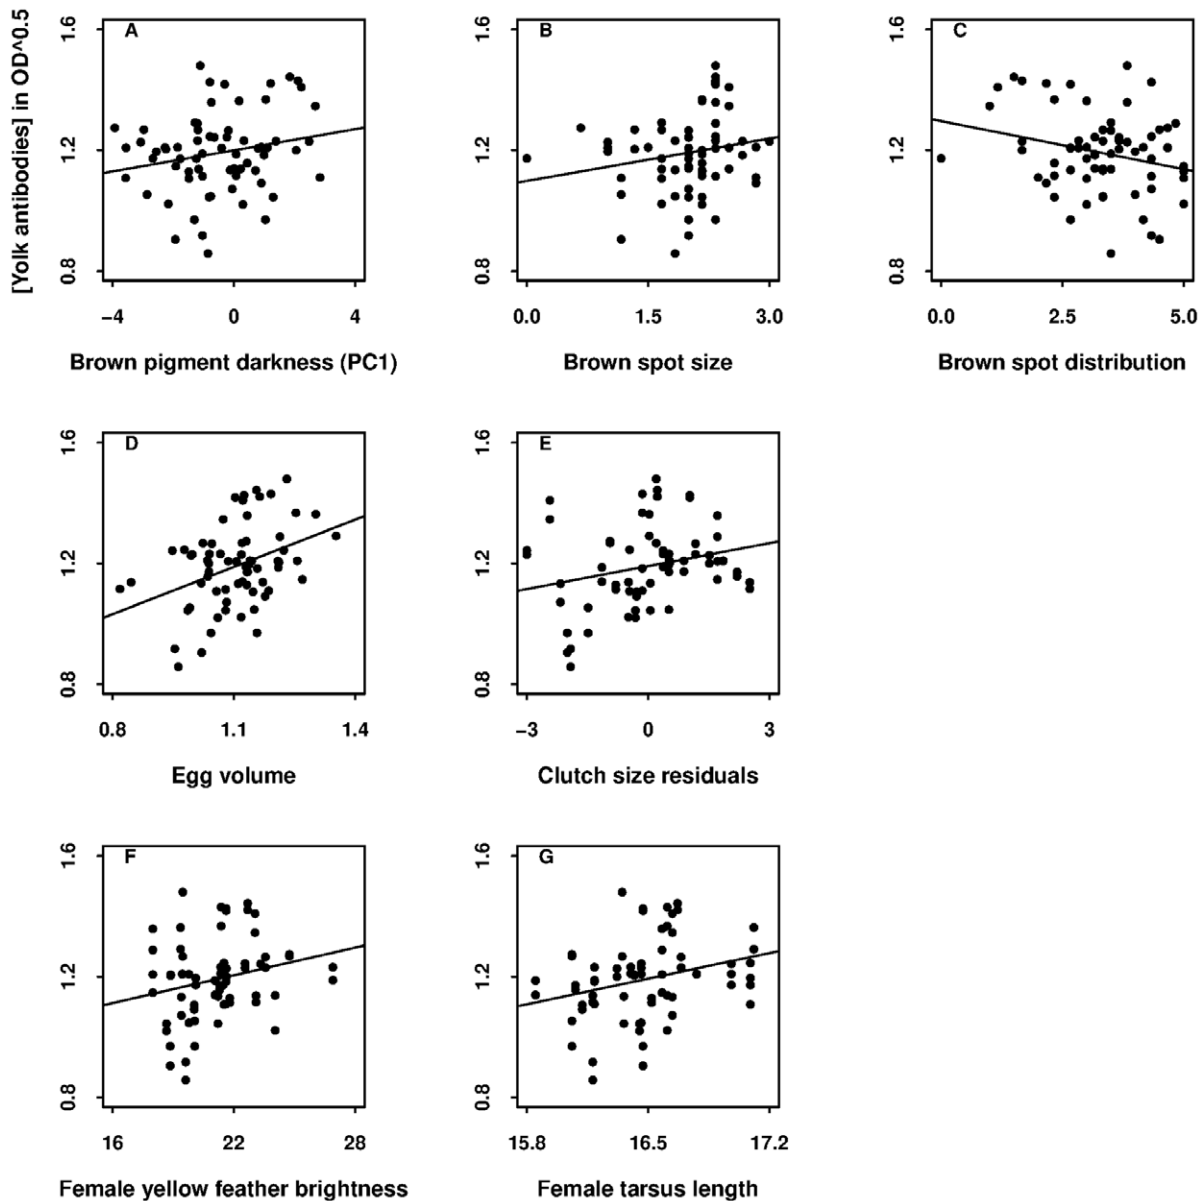 [Yolk antibodies] in OD^0.5
A
1.6
1.2
0.8
−4 0 4
Brown pigment darkness (PC1)
B
1.6
1.2
0.8
0.0 1.5 3.0
Brown spot size
C
1.6
1.2
0.8
0.0 2.5 5.0
Brown spot distribution
D
1.6
1.2
0.8
0.8 1.1 1.4
Egg volume
E
1.6
1.2
0.8
−3 0 3
Clutch size residuals
F
1.6
1.2
0.8
16 22 28
Female yellow feather brightness
G
1.6
1.2
0.8
15.8 16.5 17.2
Female tarsus length